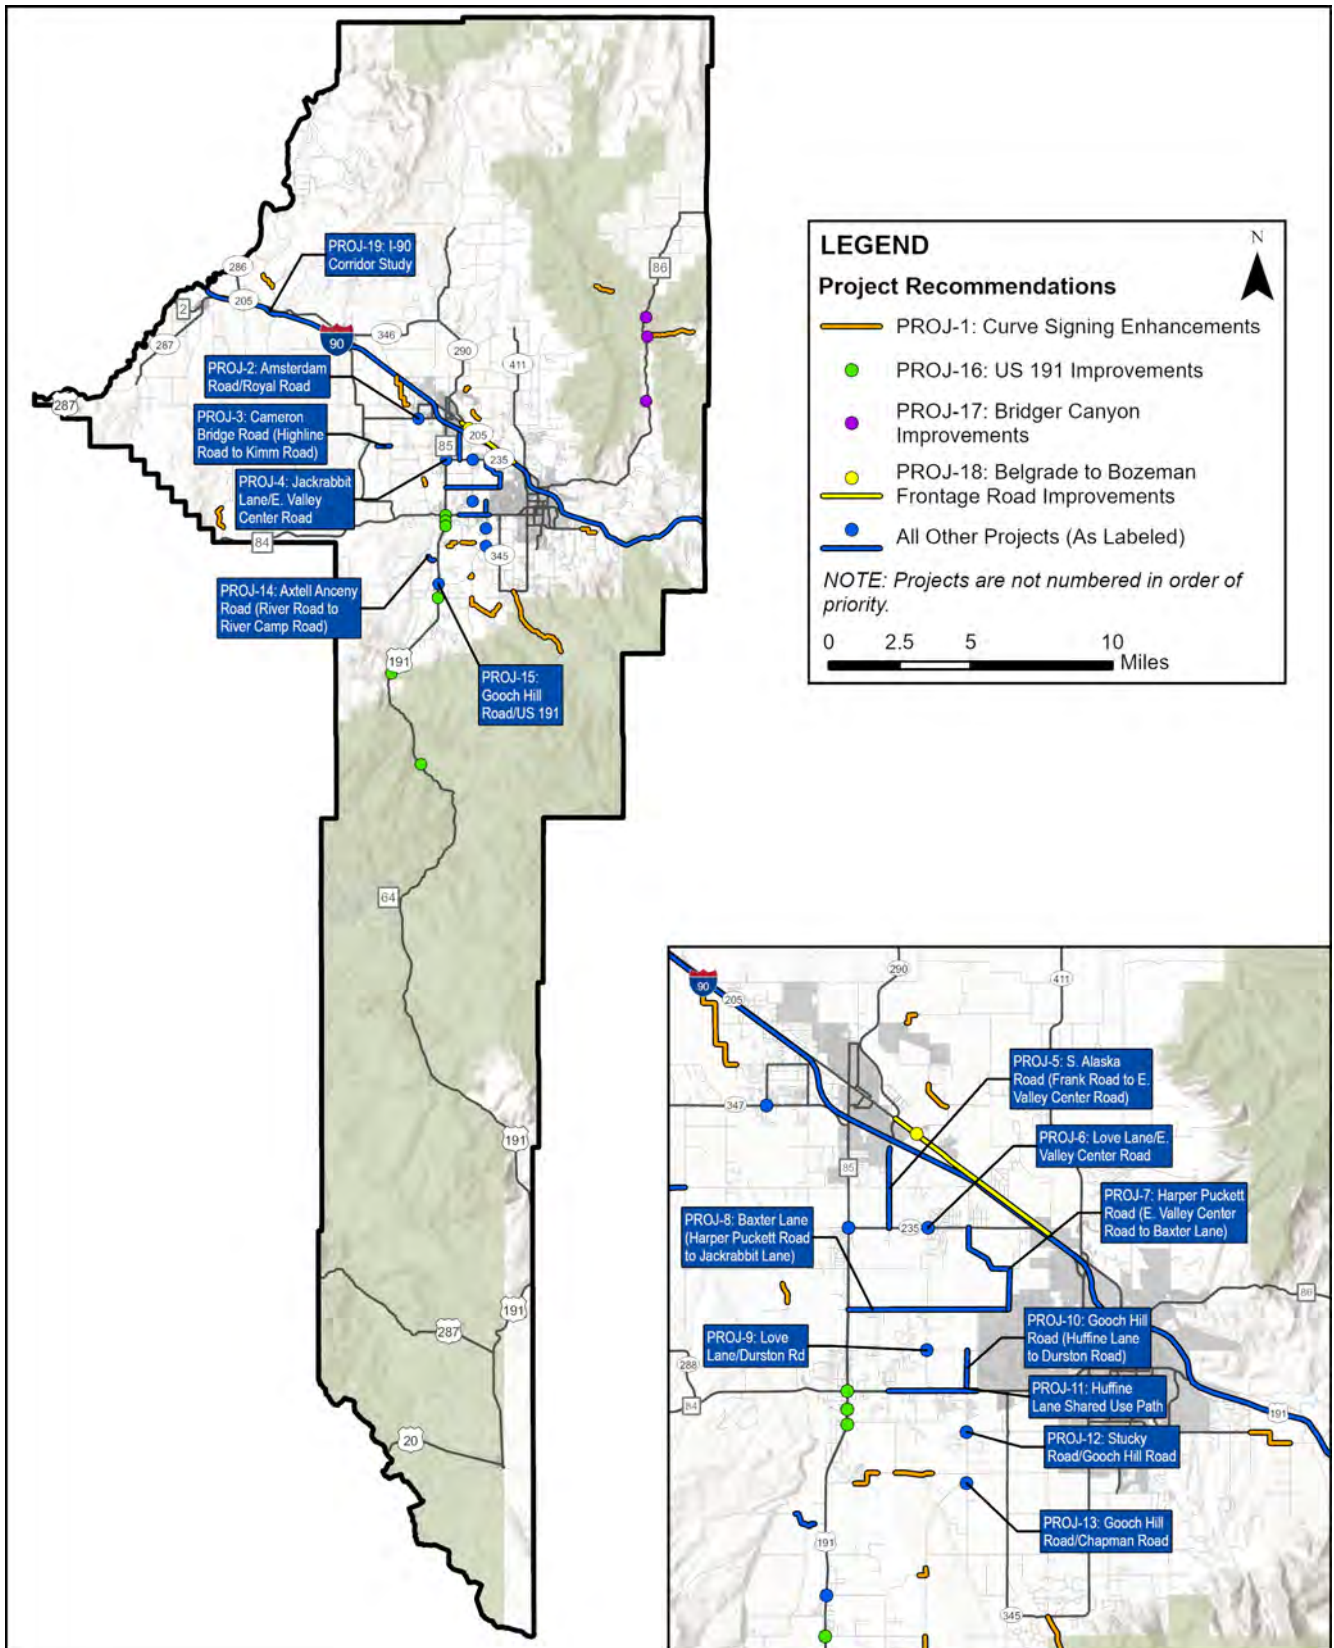 PROJ-19: I-90
Corridor Study
286
2
205
287
90
346
290
411
86
PROJ-2: Amsterdam
Road/Royal Road
287
PROJ-3: Cameron
Bridge Road (Highline
Road to Kimm Road)
205
85
235
PROJ-4: Jackrabbit
Lane/E. Valley
Center Road
84
345
PROJ-14: Axtell Anceny
Road (River Road to
River Camp Road)
191
PROJ-15:
Gooch Hill
Road/US 191
64
191
191
287
20
LEGEND
N
Project Recommendations
PROJ-1: Curve Signing Enhancements
PROJ-16: US 191 Improvements
PROJ-17: Bridger Canyon
Improvements
PROJ-18: Belgrade to Bozeman
Frontage Road Improvements
All Other Projects (As Labeled)
NOTE: Projects are not numbered in order of
priority.
0 2.5 5 10
Miles
290
411
90
205
PROJ-5: S. Alaska
Road (Frank Road to E.
Valley Center Road)
347
PROJ-6: Love Lane/E.
Valley Center Road
85
PROJ-7: Harper Puckett
Road (E. Valley Center
Road to Baxter Lane)
PROJ-8: Baxter Lane
(Harper Puckett Road
to Jackrabbit Lane)
235
86
PROJ-9: Love
Lane/Durston Rd
PROJ-10: Gooch Hill
Road (Huffine Lane
to Durston Road)
288
84
PROJ-11: Huffine
Lane Shared Use Path
191
PROJ-12: Stucky
Road/Gooch Hill Road
PROJ-13: Gooch Hill
Road/Chapman Road
191
345